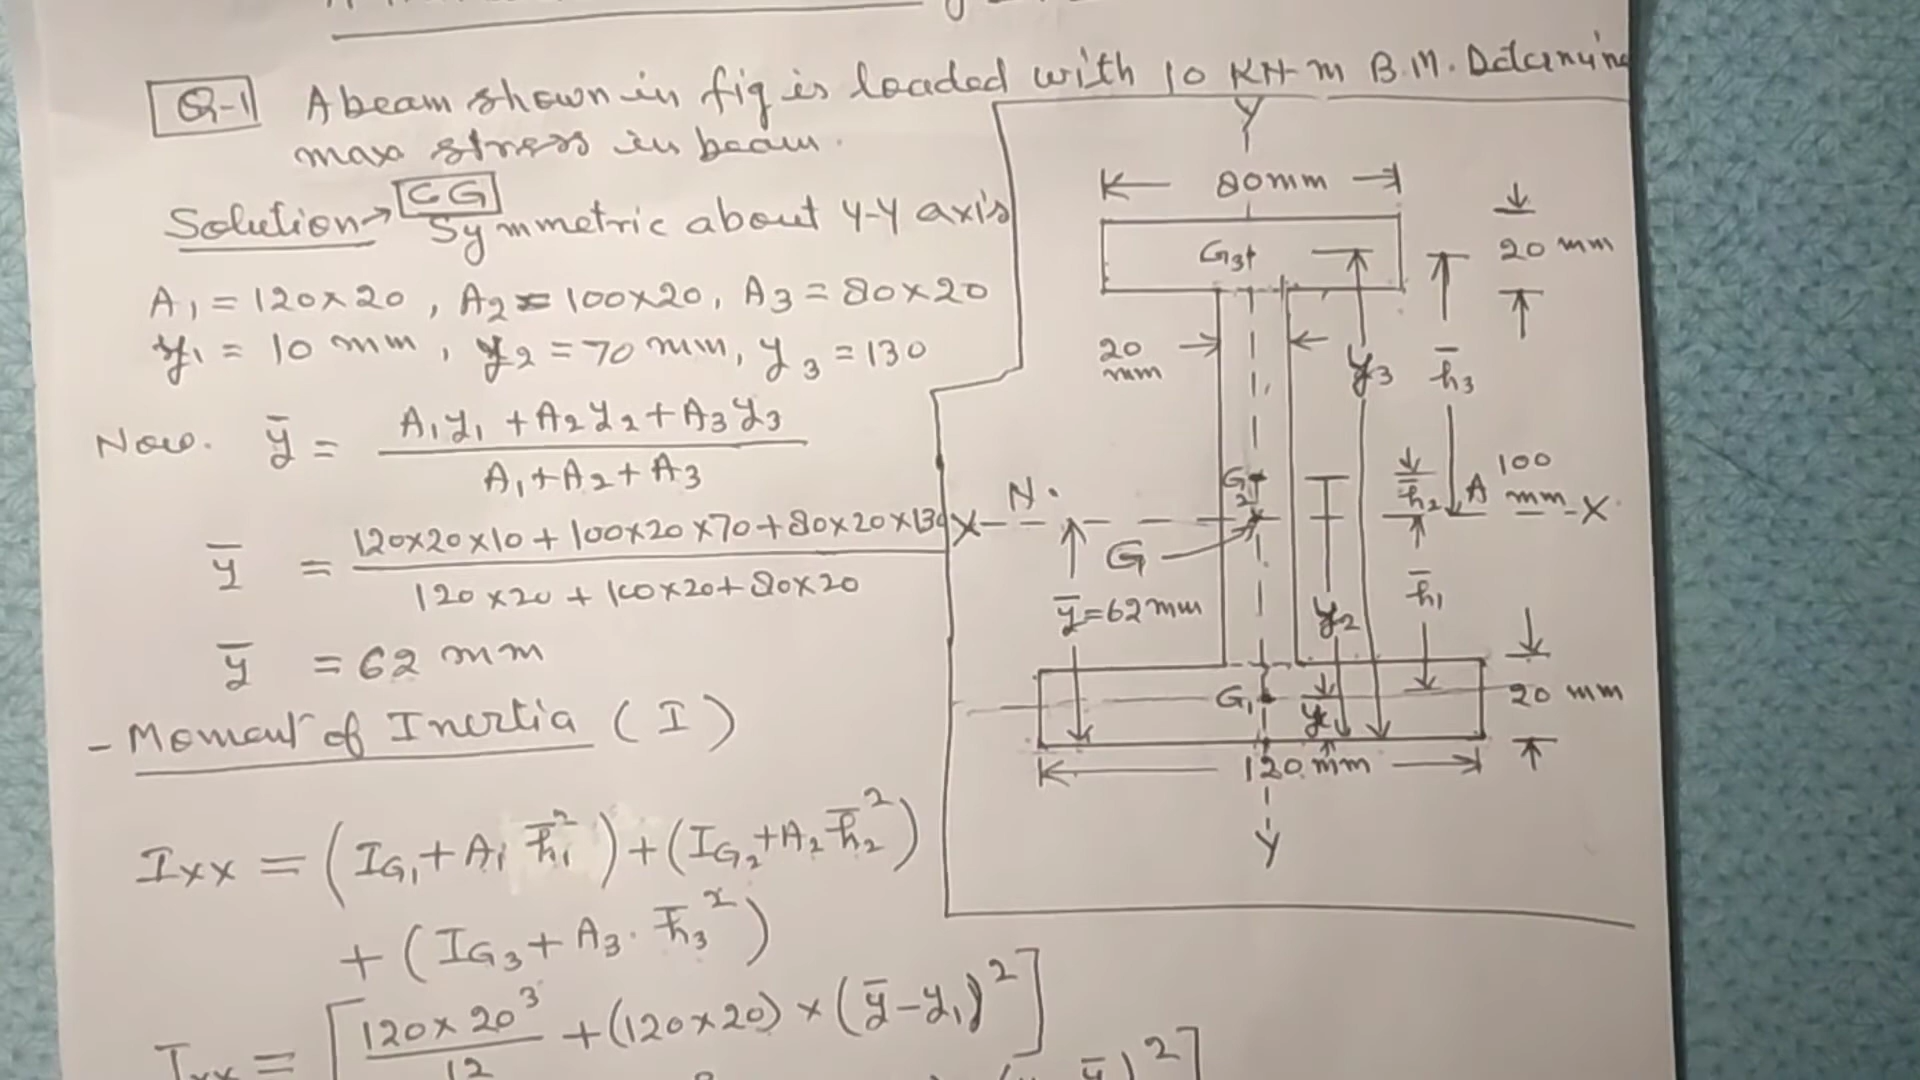 Q-1 A beam shown in fig is loaded with 10 KN-m B.M. Determine
max stress in beam.
Solution → CG
Symmetric about Y-Y axis
A₁ = 120×20 , A₂ = 100×20, A₃ = 80×20
y₁ = 10 mm , y₂ = 70 mm, y₃ = 130
Now. ȳ = A₁y₁ + A₂y₂ + A₃y₃
A₁ + A₂ + A₃
ȳ = 120×20×10 + 100×20×70 + 80×20×130
120×20 + 100×20 + 80×20
ȳ = 62 mm
- Moment of Inertia (I)
Ixx = (IG₁ + A₁ h̄₁²) + (IG₂ + A₂ h̄₂²)
+ (IG₃ + A₃. h̄₃²)
Ixx = [120×20³
12
+ (120×20) × (ȳ - y₁)²]
ȳ)²]
Y
80mm
G₃
20 mm
20 mm
y₃
h̄₃
G₂
h̄₂
A
100 mm
X
N.
X
G
ȳ=62mm
y₂
h̄₁
G₁
y₁
20 mm
120 mm
Y